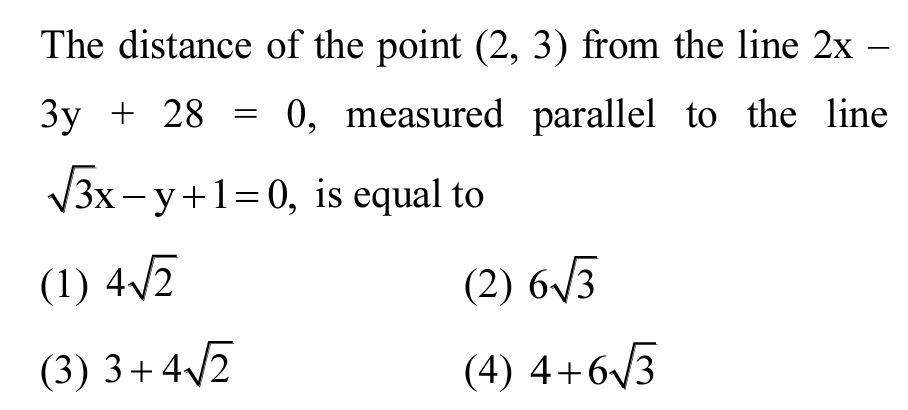 The distance of the point (2, 3) from the line 2x –
3y + 28 = 0, measured parallel to the line
√3x – y + 1 = 0, is equal to
(1) 4√2 (2) 6√3
(3) 3 + 4√2 (4) 4 + 6√3